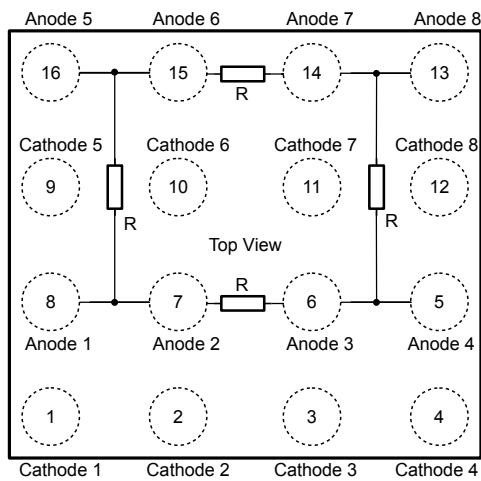 Anode 5 Anode 6 Anode 7 Anode 8
16 15 14 13
R
Cathode 5 Cathode 6 Cathode 7 Cathode 8
9 10 11 12
R R
Top View
R
8 7 6 5
Anode 1 Anode 2 Anode 3 Anode 4
1 2 3 4
Cathode 1 Cathode 2 Cathode 3 Cathode 4